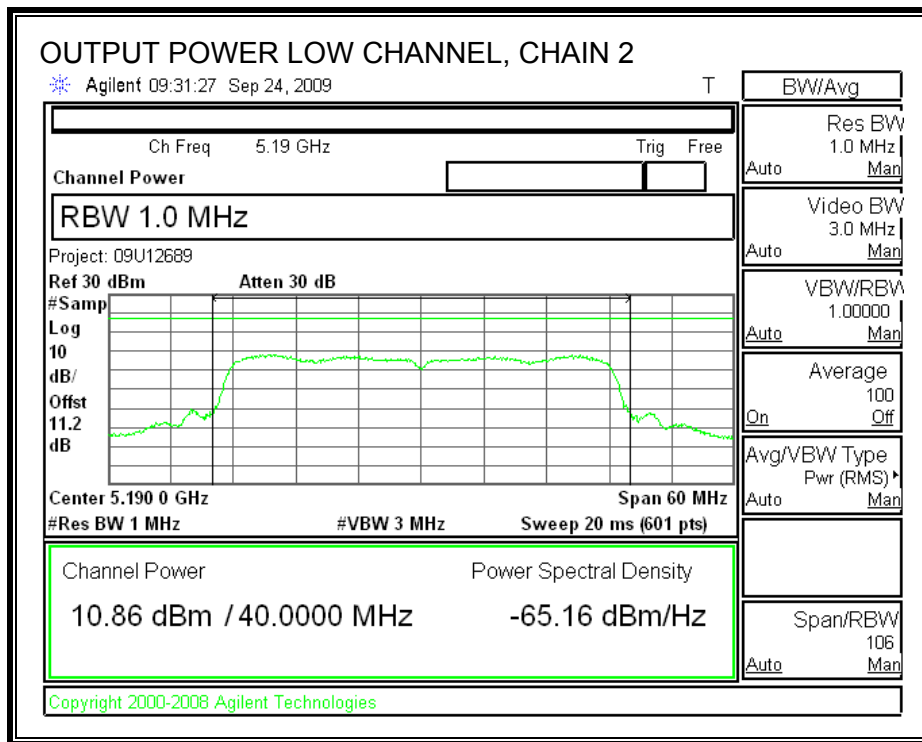 OUTPUT POWER LOW CHANNEL, CHAIN 2
Agilent 09:31:27 Sep 24, 2009 T
Ch Freq 5.19 GHz Trig Free
Channel Power
RBW 1.0 MHz
Project: 09U12689
Ref 30 dBm Atten 30 dB
#Samp
Log
10
dB/
Offst
11.2
dB
Center 5.190 0 GHz Span 60 MHz
#Res BW 1 MHz #VBW 3 MHz Sweep 20 ms (601 pts)
Channel Power Power Spectral Density
10.86 dBm / 40.0000 MHz -65.16 dBm/Hz
Copyright 2000-2008 Agilent Technologies
BW/Avg
Res BW
1.0 MHz
Auto Man
Video BW
3.0 MHz
Auto Man
VBW/RBW
1.00000
Auto Man
Average
100
On Off
Avg/VBW Type
Pwr (RMS)
Auto Man
Span/RBW
106
Auto Man